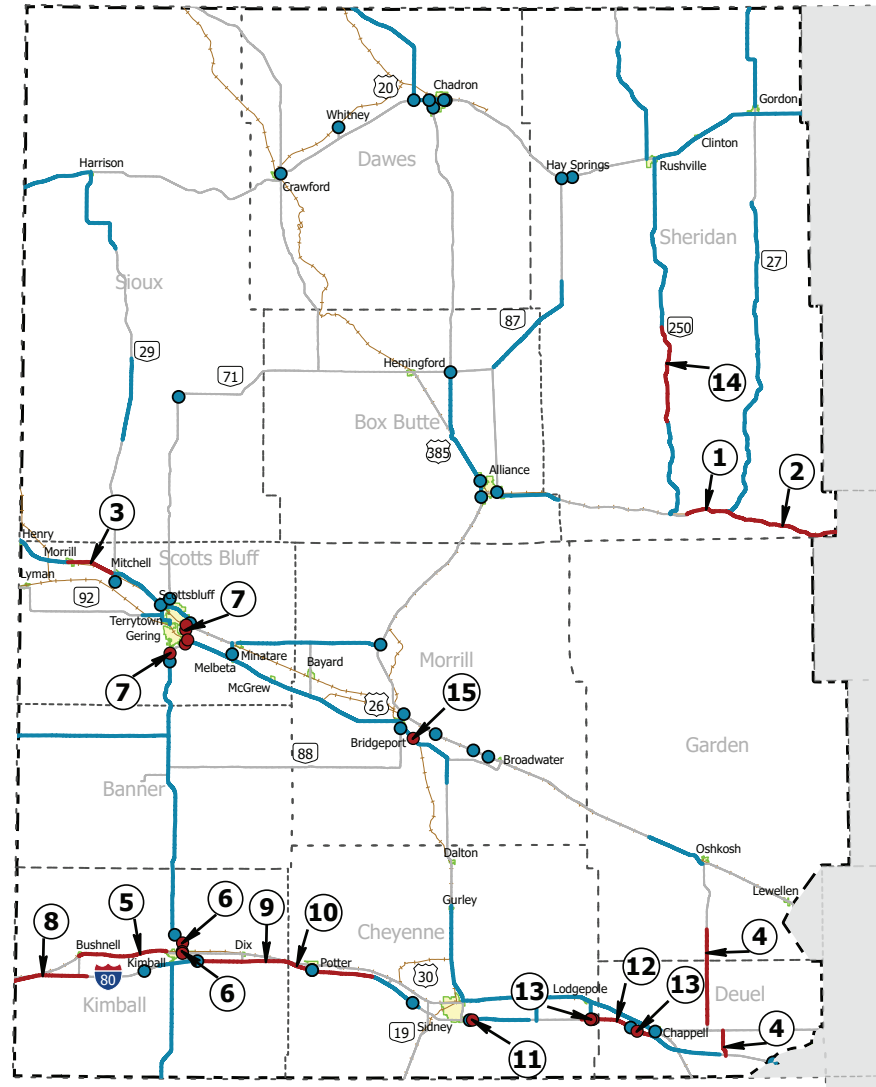 Chadron
20
Gordon
Whitney
Clinton
Dawes
Harrison
Hay Springs
Rushville
Crawford
Sheridan
27
Sioux
87
250
29
Hemingford
71
14
Box Butte
385
Alliance
1
2
3
Henry
Morrill
Mitchell
Scotts Bluff
Lyman
92
Scottsbluff
7
Terrytown
Gering
Minatare
Melbeta
Bayard
Morrill
7
McGrew
15
26
Bridgeport
Garden
88
Broadwater
Banner
Dalton
Oshkosh
Lewellen
Gurley
8
5
6
9
10
Cheyenne
Bushnell
Dix
4
Kimball
Potter
30
80
6
12
Kimball
13
Lodgepole
13
Deuel
19
Sidney
Chappell
4
11